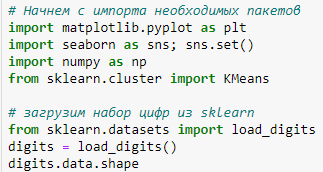 # Начнем с импорта необходимых пакетов
import matplotlib.pyplot as plt
import seaborn as sns; sns.set()
import numpy as np
from sklearn.cluster import KMeans
# загрузим набор цифр из sklearn
from sklearn.datasets import load_digits
digits = load_digits()
digits.data.shape